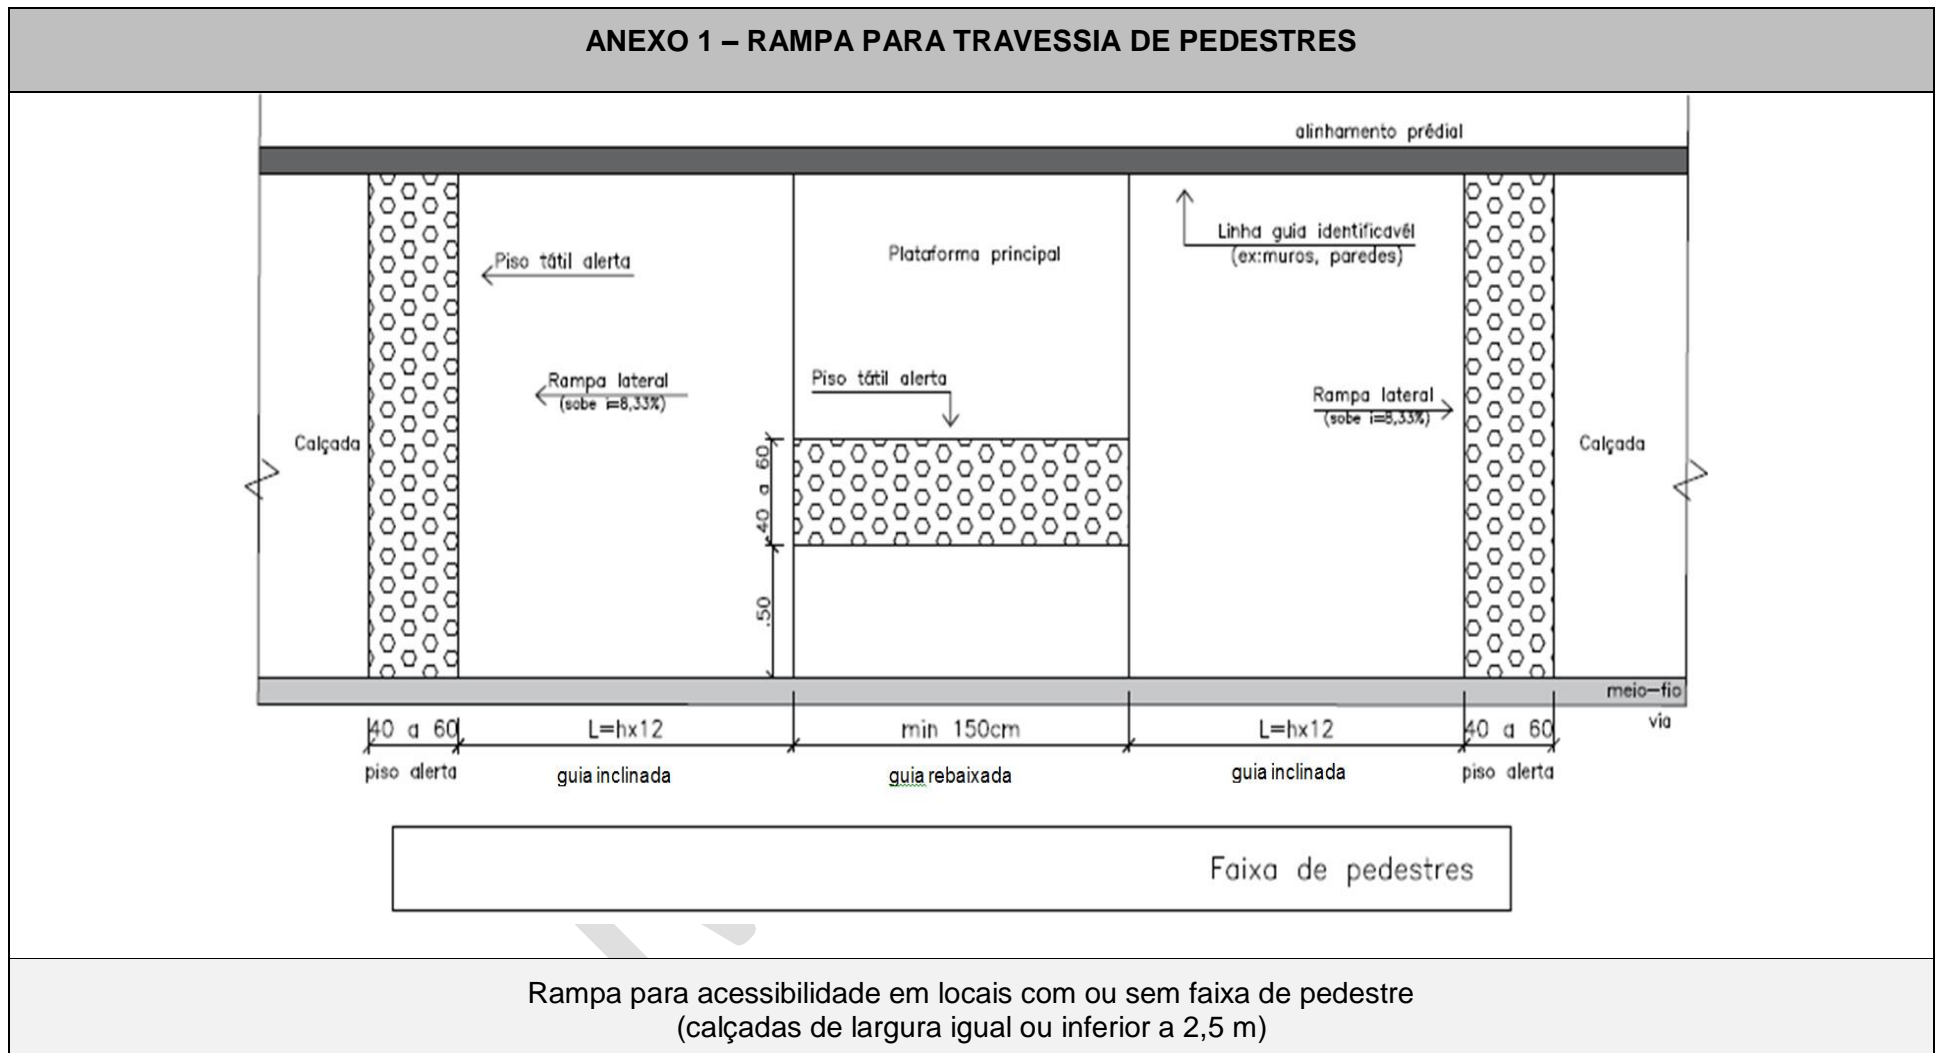 ANEXO 1 – RAMPA PARA TRAVESSIA DE PEDESTRES
alinhamento prédial
Linha guia identificavél
(ex:muros, paredes)
Piso tátil alerta
Plataforma principal
Piso tátil alerta
Rampa lateral
(sobe i=8,33%)
Rampa lateral
(sobe i=8,33%)
Calçada
Calçada
.40 a 60
.50
meio-fio
via
40 a 60
L=hx12
min 150cm
L=hx12
40 a 60
piso alerta
guia inclinada
guia rebaixada
guia inclinada
piso alerta
Faixa de pedestres
Rampa para acessibilidade em locais com ou sem faixa de pedestre
(calçadas de largura igual ou inferior a 2,5 m)